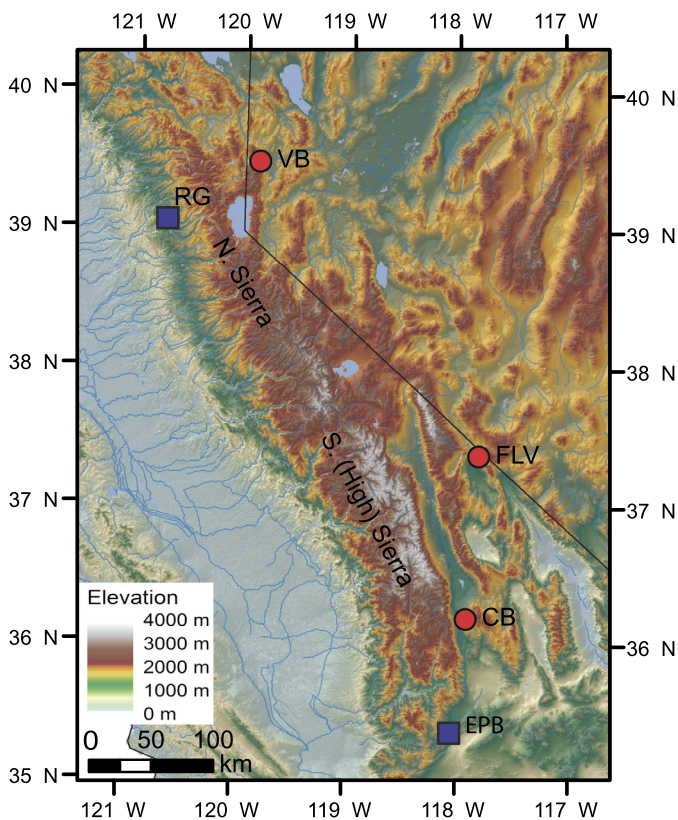 121 W 120 W 119 W 118 W 117 W
40 N
40 N
VB
RG
39 N
39 N
N. Sierra
38 N
38 N
FLV
S. (High) Sierra
37 N
37 N
Elevation
4000 m
3000 m
2000 m
1000 m
0 m
CB
36 N
36 N
EPB
0 50 100
km
35 N
121 W 120 W 119 W 118 W 117 W